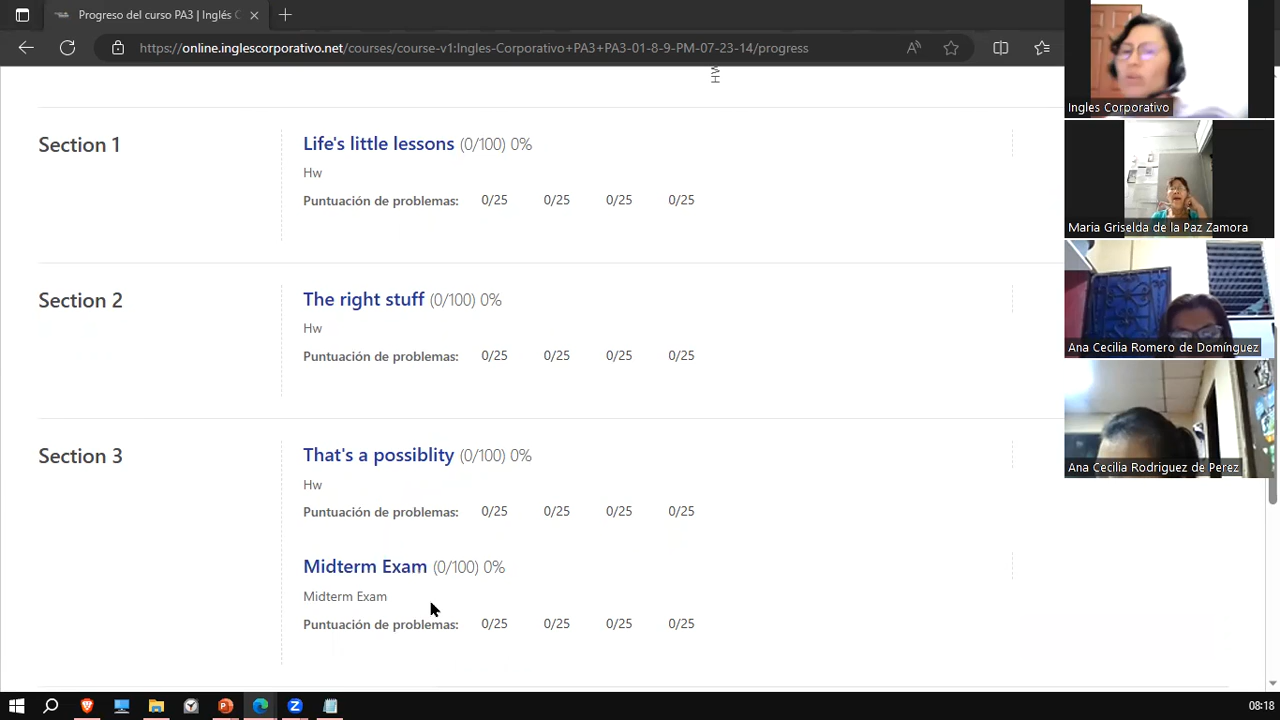 Progreso del curso PA3 | Inglés C
https://online.inglescorporativo.net/courses/course-v1:Ingles-Corporativo+PA3+PA3-01-8-9-PM-07-23-14/progress
HW
Section 1
Life's little lessons (0/100) 0%
Hw
Puntuación de problemas: 0/25 0/25 0/25 0/25
Section 2
The right stuff (0/100) 0%
Hw
Puntuación de problemas: 0/25 0/25 0/25 0/25
Section 3
That's a possiblity (0/100) 0%
Hw
Puntuación de problemas: 0/25 0/25 0/25 0/25
Midterm Exam (0/100) 0%
Midterm Exam
Puntuación de problemas: 0/25 0/25 0/25 0/25
Ingles Corporativo
Maria Griselda de la Paz Zamora
Ana Cecilia Romero de Domínguez
Ana Cecilia Rodriguez de Perez
08:18